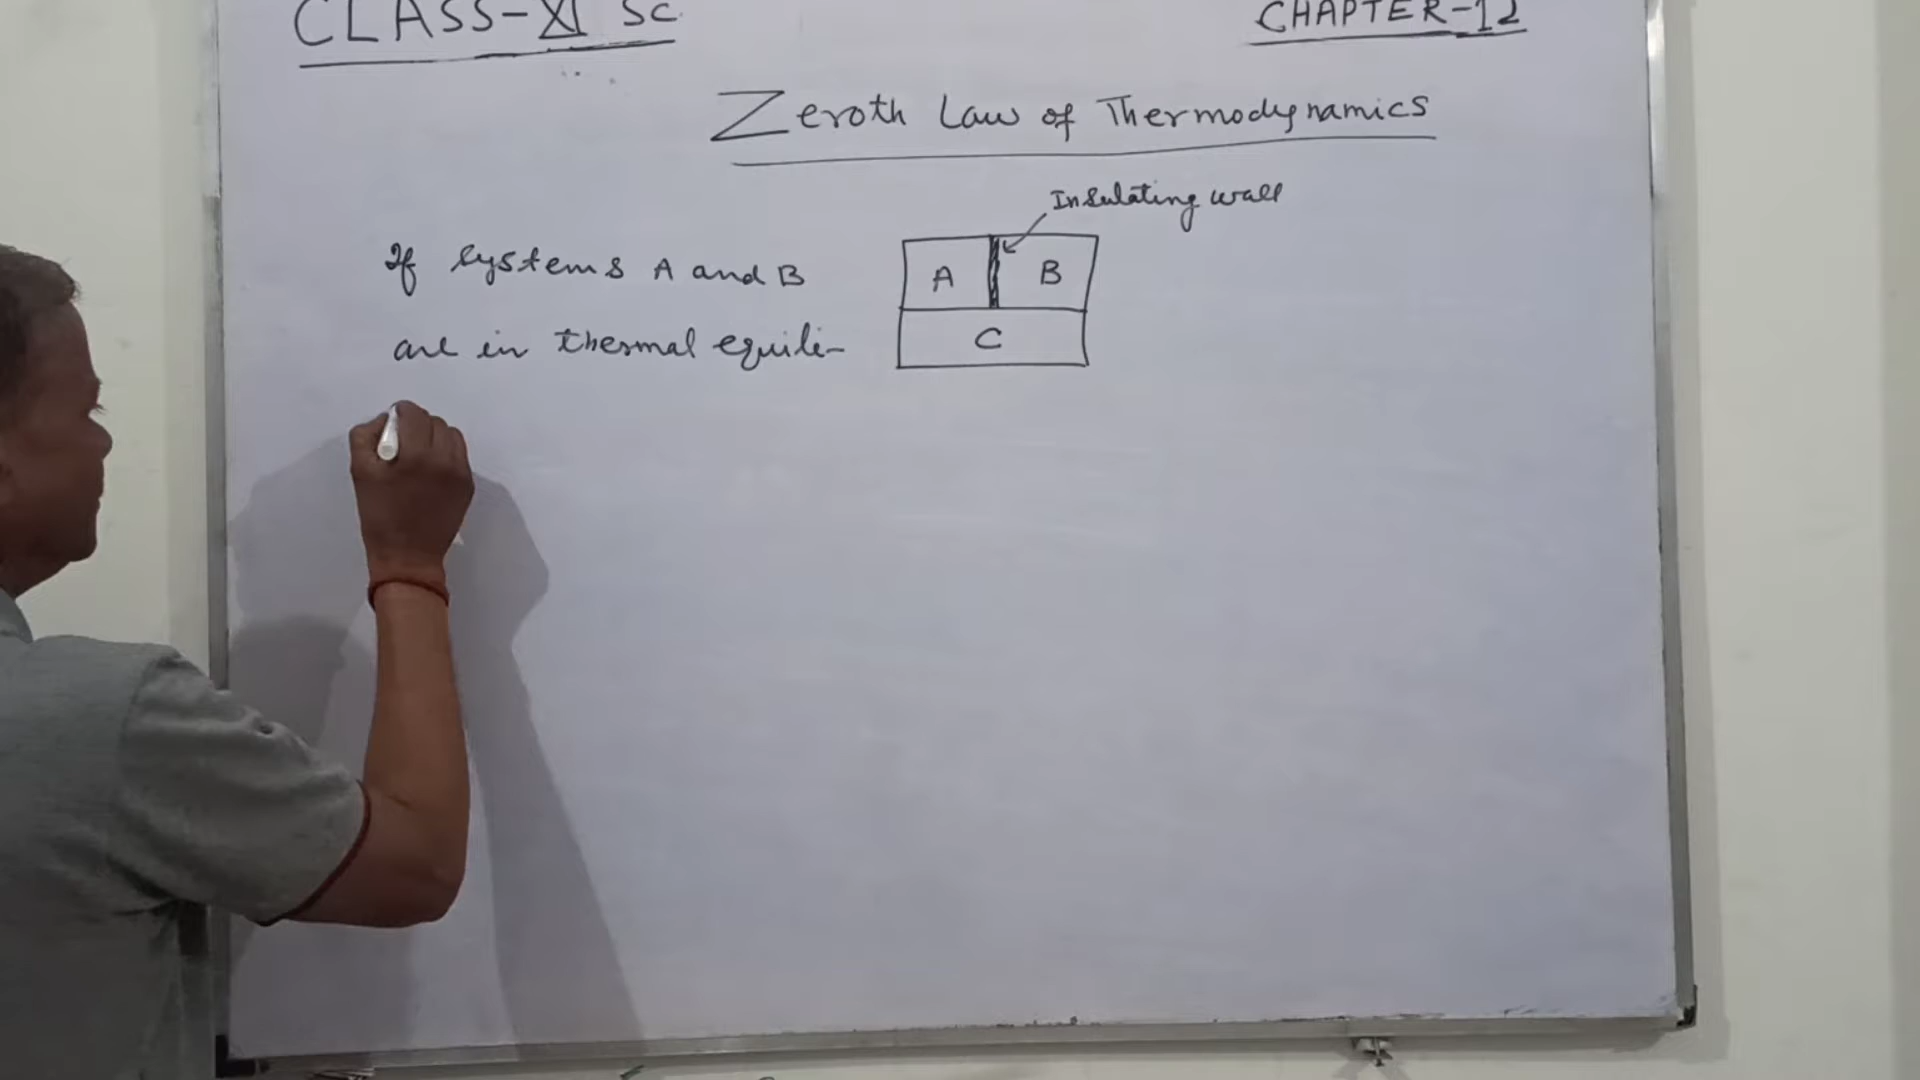 CLASS-XI SC.
CHAPTER-12
Zeroth Law of Thermodynamics
Insulating wall
If systems A and B
are in thermal equili-
A
B
C